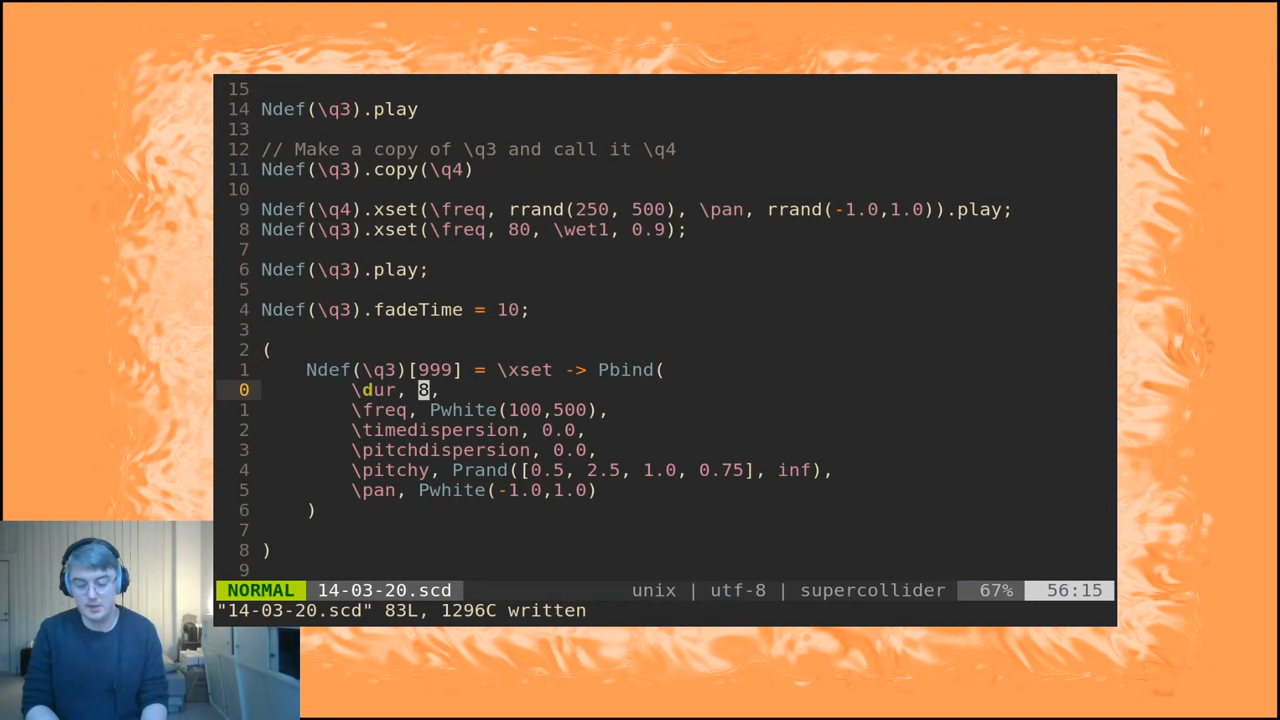 15
14 Ndef(\q3).play
13
12 // Make a copy of \q3 and call it \q4
11 Ndef(\q3).copy(\q4)
10
9 Ndef(\q4).xset(\freq, rrand(250, 500), \pan, rrand(-1.0,1.0)).play;
8 Ndef(\q3).xset(\freq, 80, \wet1, 0.9);
7
6 Ndef(\q3).play;
5
4 Ndef(\q3).fadeTime = 10;
3
2 (
1     Ndef(\q3)[999] = \xset -> Pbind(
0         \dur, 8,
1         \freq, Pwhite(100,500),
2         \timedispersion, 0.0,
3         \pitchdispersion, 0.0,
4         \pitchy, Prand([0.5, 2.5, 1.0, 0.75], inf),
5         \pan, Pwhite(-1.0,1.0)
6     )
7
8 )
9
NORMAL 14-03-20.scd unix | utf-8 | supercollider 67% 56:15
"14-03-20.scd" 83L, 1296C written